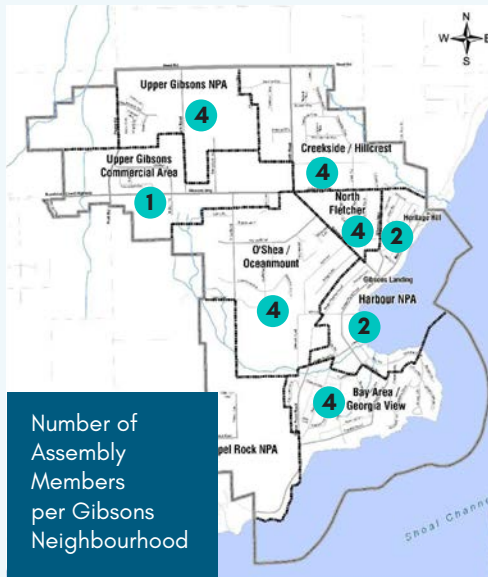 N
W
E
S
Upper Gibsons NPA
4
Creekside / Hillcrest
4
Upper Gibsons
Commercial Area
1
North
Fletcher
4
Heritage Hill
2
O'Shea /
Oceanmount
4
Gibsons Landing
Harbour NPA
2
4
Bay Area /
Georgia View
pel Rock NPA
Shoal Channe
Number of
Assembly
Members
per Gibsons
Neighbourhood